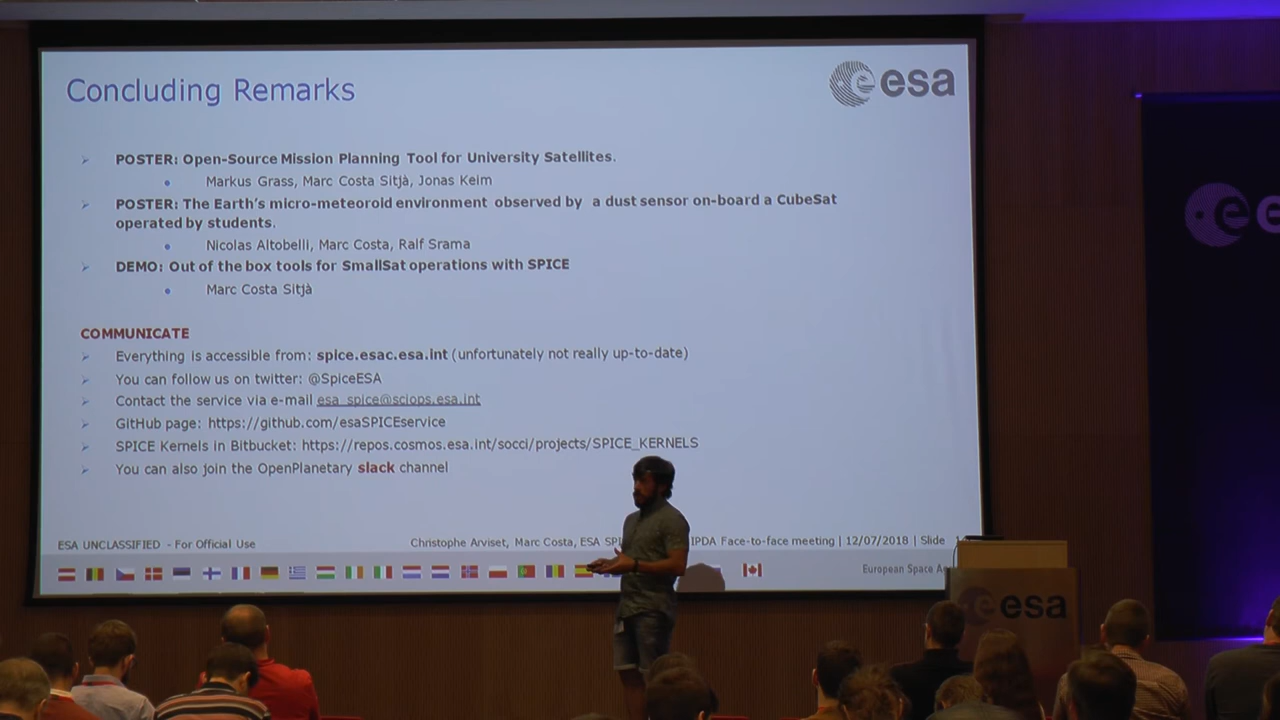 Concluding Remarks
esa
POSTER: Open-Source Mission Planning Tool for University Satellites.
Markus Grass, Marc Costa Sitjà, Jonas Keim
POSTER: The Earth's micro-meteoroid environment observed by a dust sensor on-board a CubeSat
operated by students.
Nicolas Altobelli, Marc Costa, Ralf Srama
DEMO: Out of the box tools for SmallSat operations with SPICE
Marc Costa Sitjà
COMMUNICATE
Everything is accessible from: spice.esac.esa.int (unfortunately not really up-to-date)
You can follow us on twitter: @SpiceESA
Contact the service via e-mail esa_spice@sciops.esa.int
GitHub page: https://github.com/esaSPICEservice
SPICE Kernels in Bitbucket: https://repos.cosmos.esa.int/socci/projects/SPICE_KERNELS
You can also join the OpenPlanetary slack channel
ESA UNCLASSIFIED - For Official Use
Christophe Arviset, Marc Costa, ESA IPDA Face-to-face meeting | 12/07/2018 | Slide
European Space
esa